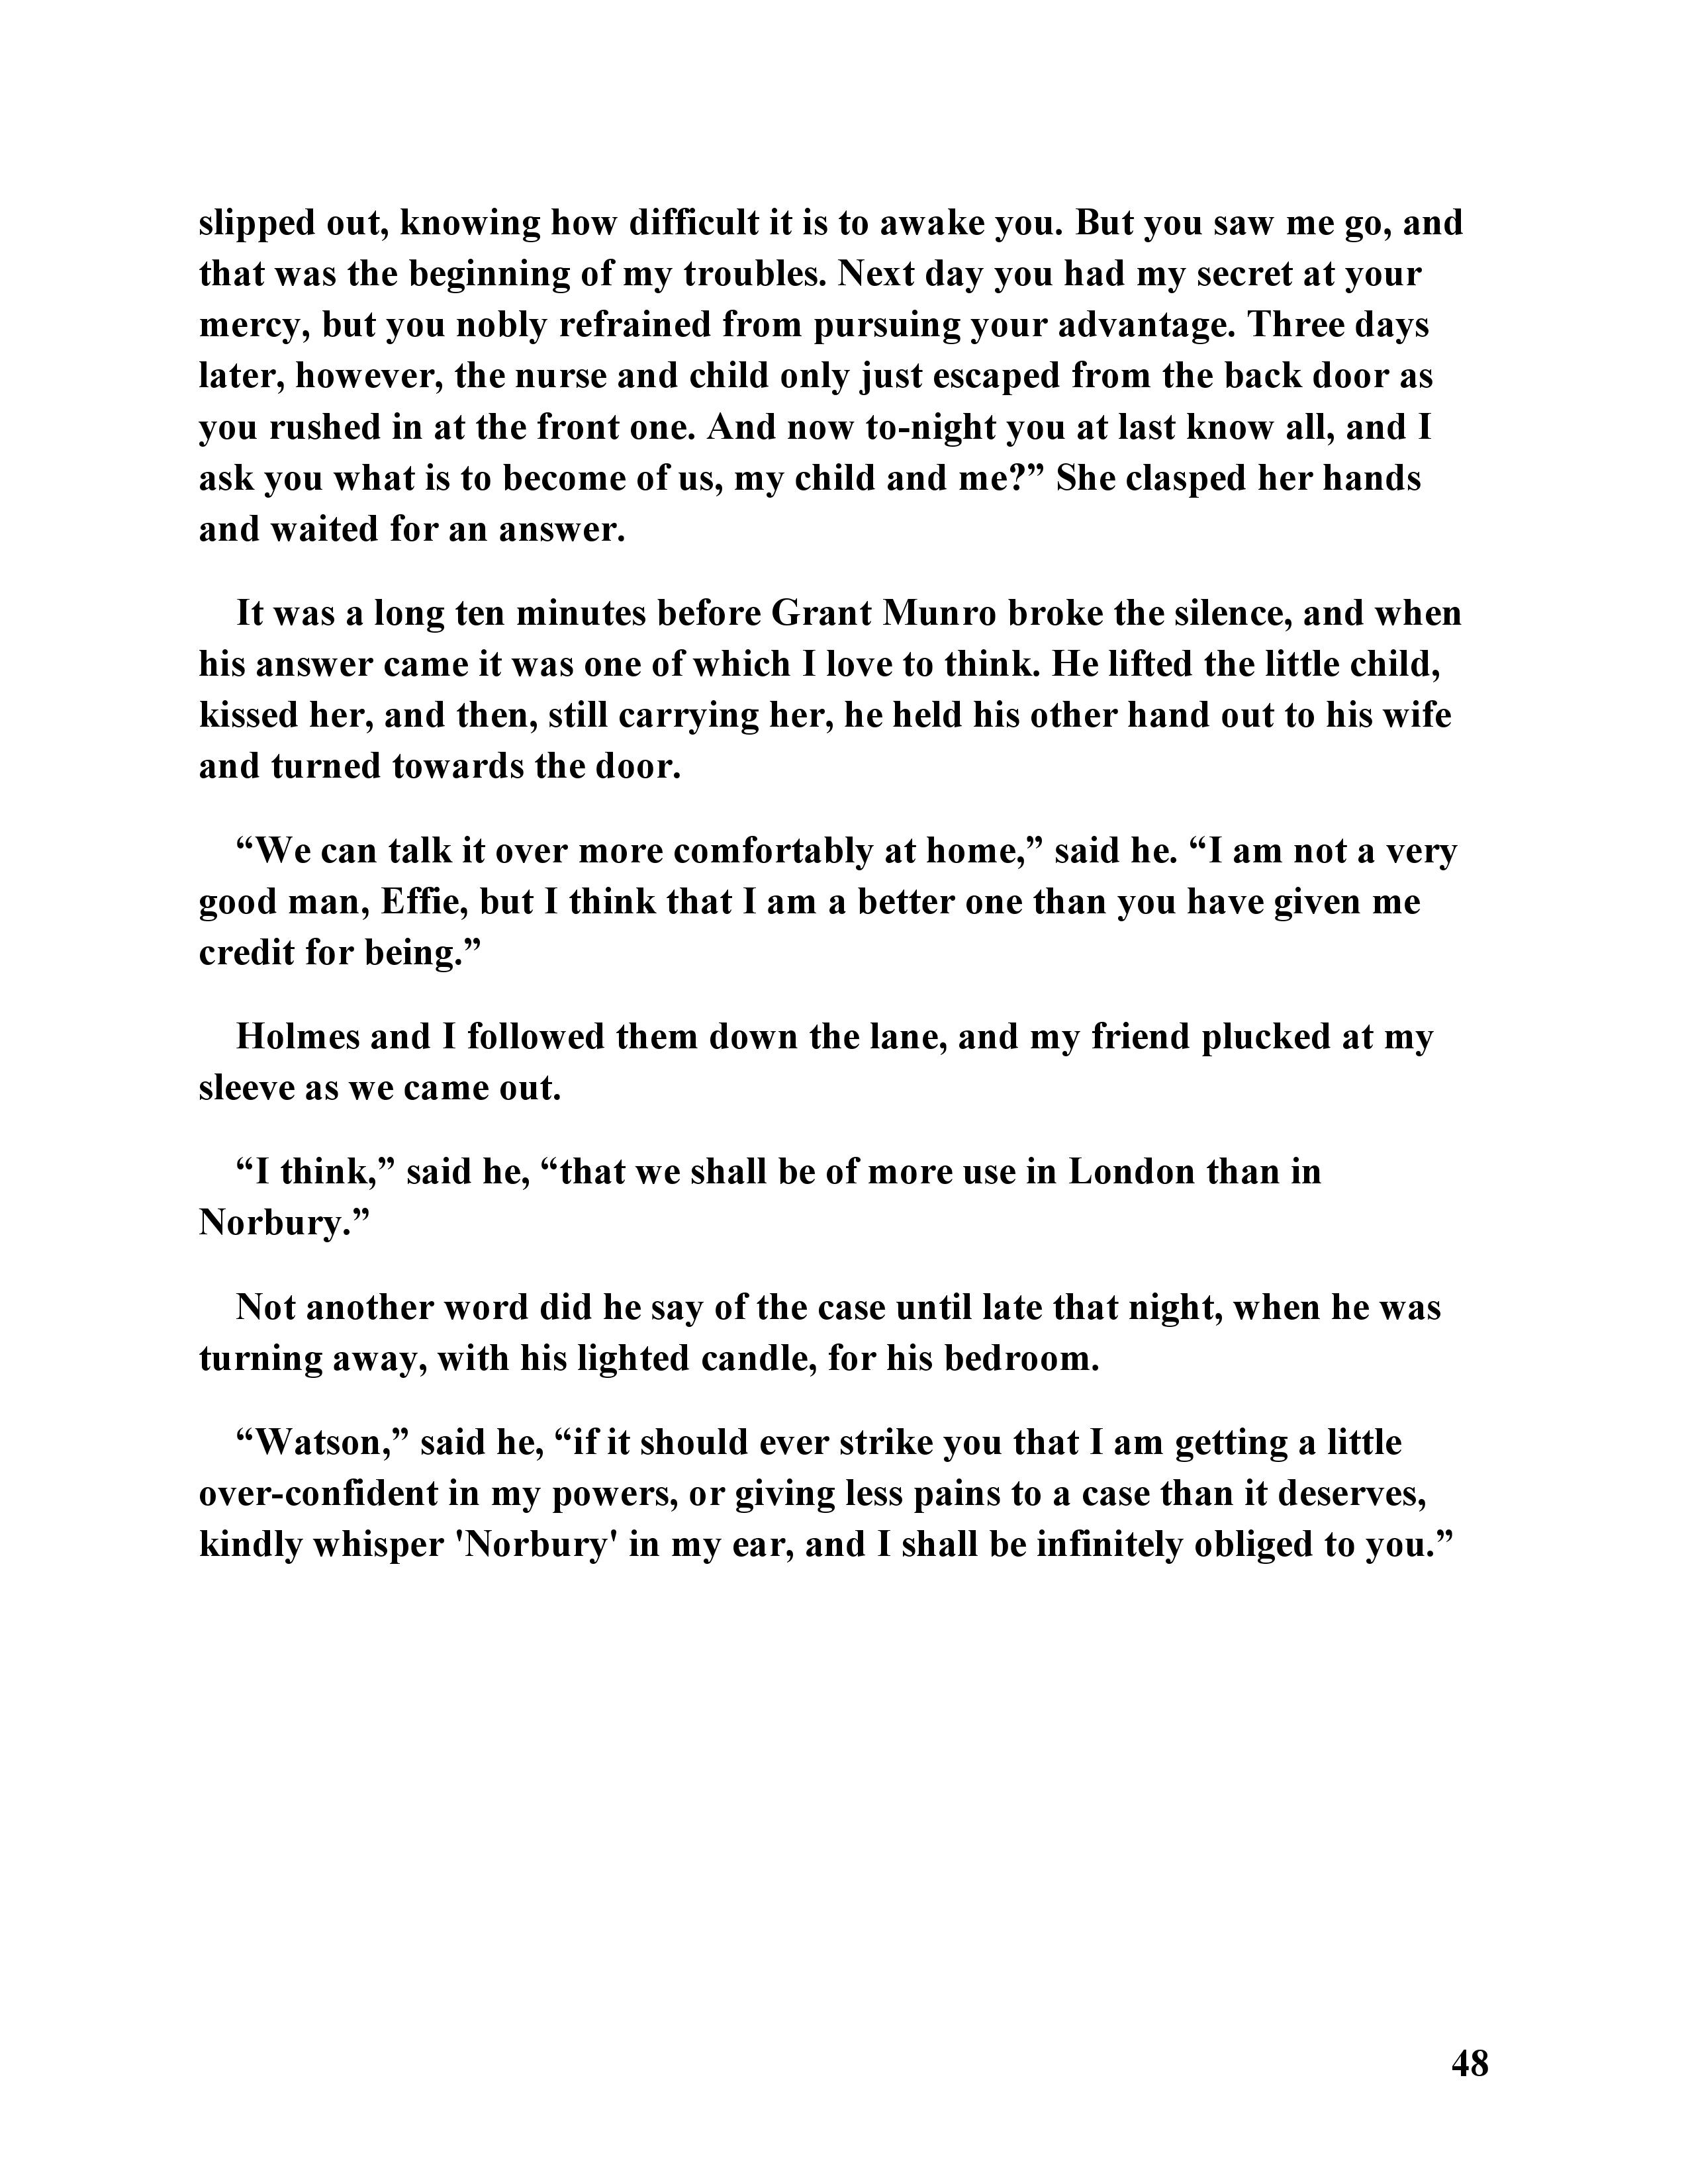 slipped out, knowing how difficult it is to awake you. But you saw me go, and
that was the beginning of my troubles. Next day you had my secret at your
mercy, but you nobly refrained from pursuing your advantage. Three days
later, however, the nurse and child only just escaped from the back door as
you rushed in at the front one. And now to-night you at last know all, and I
ask you what is to become of us, my child and me?” She clasped her hands
and waited for an answer.
It was a long ten minutes before Grant Munro broke the silence, and when
his answer came it was one of which I love to think. He lifted the little child,
kissed her, and then, still carrying her, he held his other hand out to his wife
and turned towards the door.
“We can talk it over more comfortably at home,” said he. “I am not a very
good man, Effie, but I think that I am a better one than you have given me
credit for being.”
Holmes and I followed them down the lane, and my friend plucked at my
sleeve as we came out.
“I think,” said he, “that we shall be of more use in London than in
Norbury.”
Not another word did he say of the case until late that night, when he was
turning away, with his lighted candle, for his bedroom.
“Watson,” said he, “if it should ever strike you that I am getting a little
over-confident in my powers, or giving less pains to a case than it deserves,
kindly whisper 'Norbury' in my ear, and I shall be infinitely obliged to you.”
48